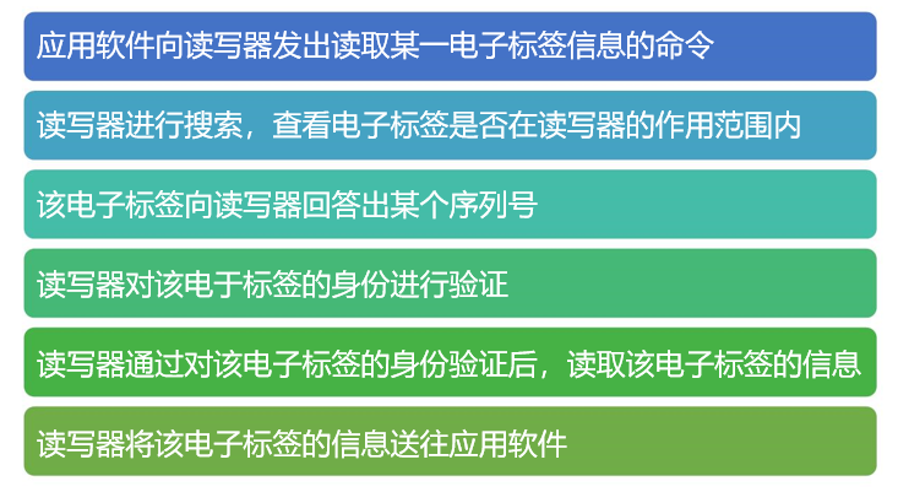 应用软件向读写器发出读取某一电子标签信息的命令
读写器进行搜索，查看电子标签是否在读写器的作用范围内
该电子标签向读写器回答出某个序列号
读写器对该电于标签的身份进行验证
读写器通过对该电子标签的身份验证后，读取该电子标签的信息
读写器将该电子标签的信息送往应用软件